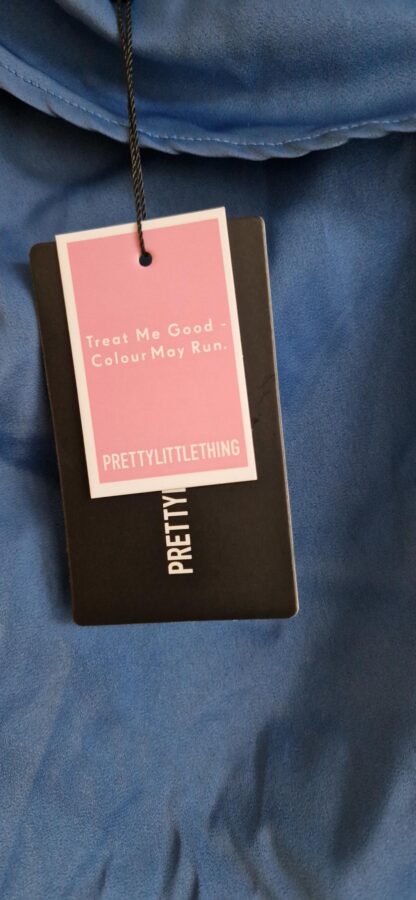 Treat Me Good -
Colour May Run.
PRETTYLITTLETHING
PRETTY